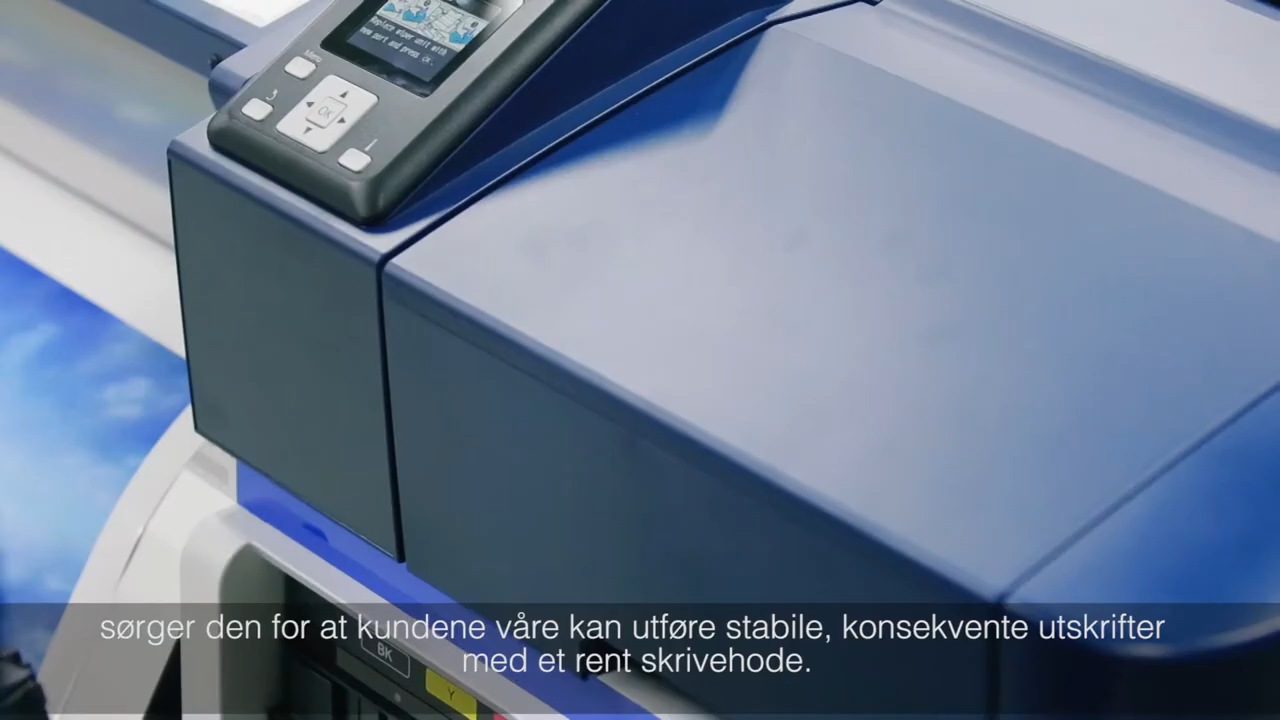 Replace wiper unit with
new part and press OK.
Menu
OK
sørger den for at kundene våre kan utføre stabile, konsekvente utskrifter
med et rent skrivehode.
BK
Y